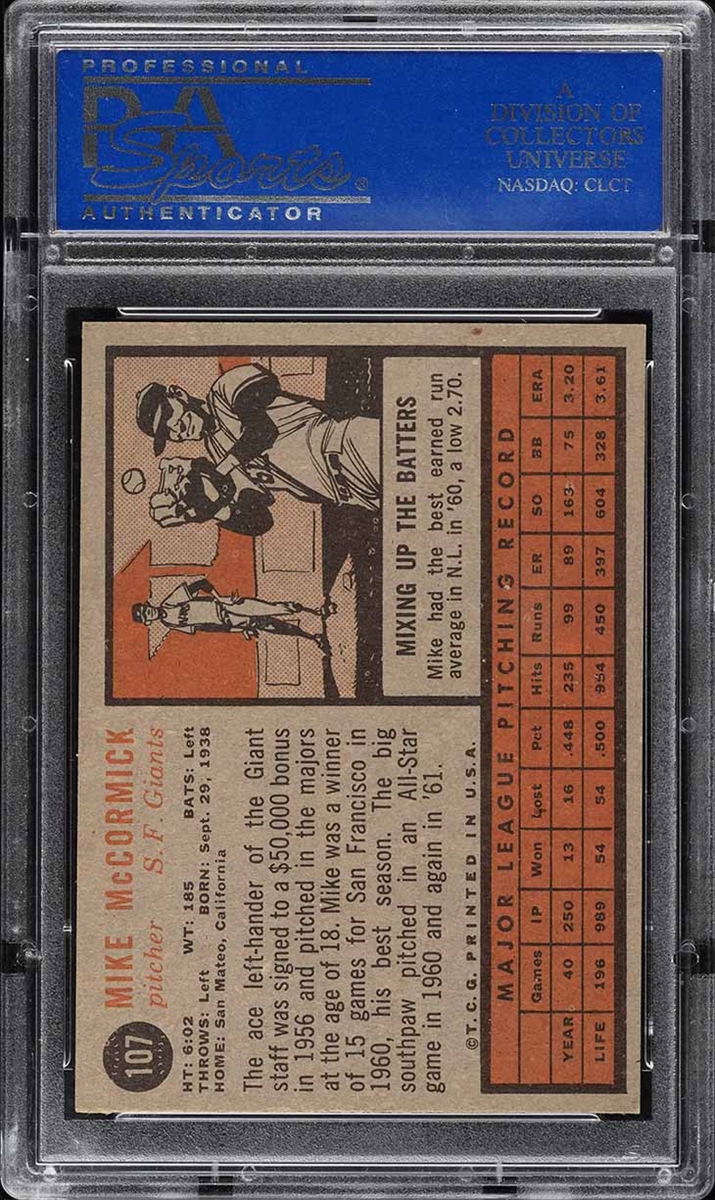 PROFESSIONAL
PSA
Sports
AUTHENTICATOR
A
DIVISION OF
COLLECTORS
UNIVERSE
NASDAQ: CLCT
107
MIKE McCORMICK
pitcher S.F. Giants
HT: 6:02 WT: 185 BATS: Left
THROWS: Left BORN: Sept. 29, 1938
HOME: San Mateo, California
The ace left-hander of the Giant
staff was signed to a $50,000 bonus
in 1956 and pitched in the majors
at the age of 18. Mike was a winner
of 15 games for San Francisco in
1960, his best season. The big
southpaw pitched in an All-Star
game in 1960 and again in '61.
©T.C.G. PRINTED IN U.S.A.
MIXING UP THE BATTERS
Mike had the best earned run
average in N.L. in '60, a low 2.70.
MAJOR LEAGUE PITCHING RECORD
Games IP Won Lost Pct Hits Runs ER SO BB ERA
YEAR 40 250 13 16 .448 235 99 89 163 75 3.20
LIFE 196 989 54 54 .500 954 450 397 604 328 3.61